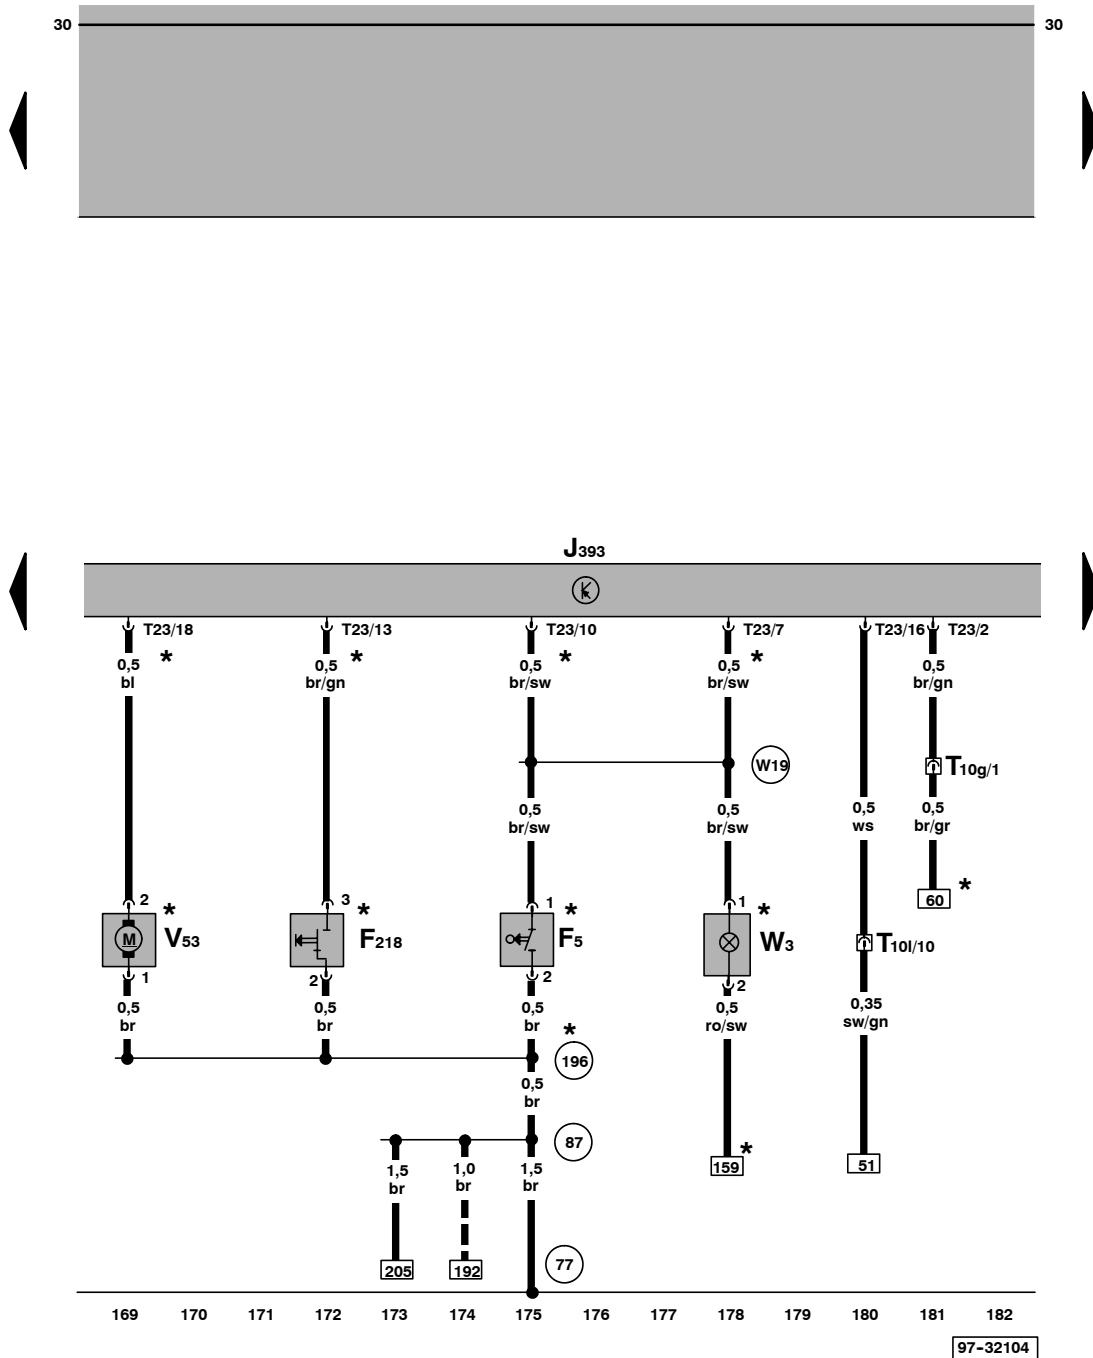 30 30
J393
T23/18 T23/13 T23/10 T23/7 T23/16 T23/2
* * * *
0,5 0,5 0,5 0,5 0,5
bl br/gn br/sw br/sw br/gn
W19 T10g/1
0,5 0,5 0,5 0,5
br/sw br/sw ws br/gr
60 *
2 * 3 * 1 * 1 *
M V53 F218 F5 W3 T10l/10
1 2 2 2
0,5 0,5 0,5 0,5 0,35
br br br ro/sw sw/gn
*
196
0,5
br
87
1,5 1,0 1,5 159 * 51
br br br
205 192 77
169 170 171 172 173 174 175 176 177 178 179 180 181 182
97-32104